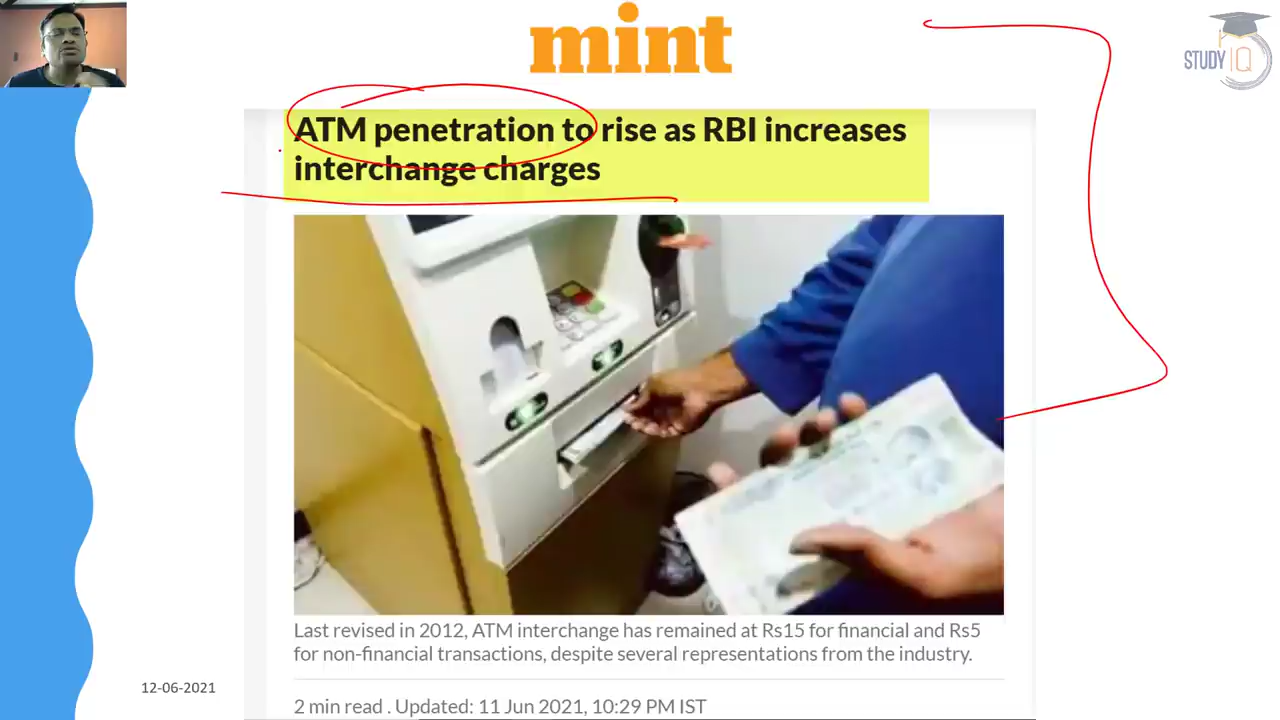 mint
STUDY IQ
ATM penetration to rise as RBI increases
interchange charges
Last revised in 2012, ATM interchange has remained at Rs15 for financial and Rs5
for non-financial transactions, despite several representations from the industry.
12-06-2021
2 min read . Updated: 11 Jun 2021, 10:29 PM IST